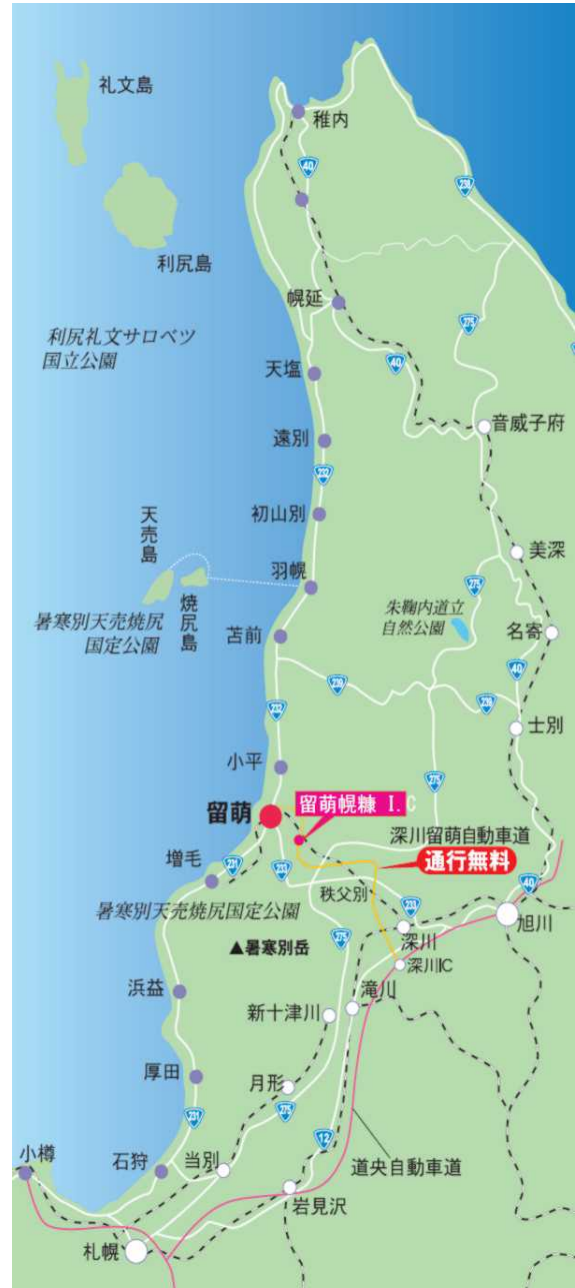 礼文島
稚内
40
238
利尻島
幌延
275
利尻礼文サロベツ
国立公園
40
天塩
音威子府
遠別
232
天売島
初山別
美深
焼尻島
羽幌
275
暑寒別天売焼尻
国定公園
朱鞠内道立
自然公園
名寄
苫前
40
239
239
232
士別
小平
275
留萌幌糠 I.C
留萌
深川留萌自動車道
通行無料
増毛
231
233
40
秩父別
233
暑寒別天売焼尻国定公園
旭川
深川
▲暑寒別岳
275
深川IC
浜益
滝川
新十津川
厚田
月形
275
231
12
小樽
石狩
当別
道央自動車道
岩見沢
札幌